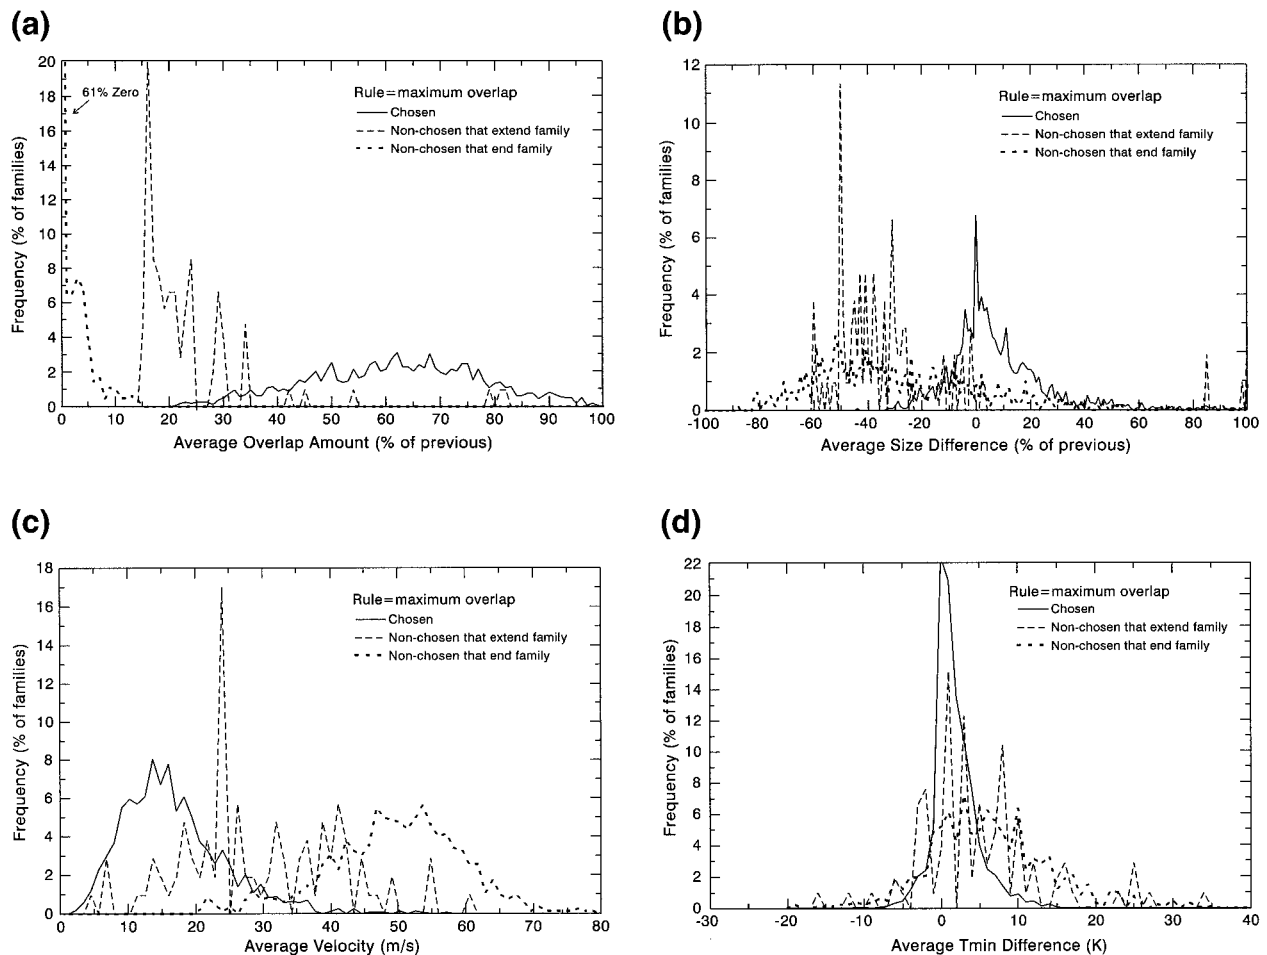 (a)
20
18
16
14
12
10
8
6
4
2
0
Frequency (% of families)
61% Zero
Rule=maximum overlap
Chosen
Non-chosen that extend family
Non-chosen that end family
0 10 20 30 40 50 60 70 80 90 100
Average Overlap Amount (% of previous)
(b)
12
10
8
6
4
2
0
Frequency (% of families)
Rule=maximum overlap
Chosen
Non-chosen that extend family
Non-chosen that end family
-100 -80 -60 -40 -20 0 20 40 60 80 100
Average Size Difference (% of previous)
(c)
18
16
14
12
10
8
6
4
2
0
Frequency (% of families)
Rule=maximum overlap
Chosen
Non-chosen that extend family
Non-chosen that end family
0 10 20 30 40 50 60 70 80
Average Velocity (m/s)
(d)
22
20
18
16
14
12
10
8
6
4
2
0
Frequency (% of families)
Rule=maximum overlap
Chosen
Non-chosen that extend family
Non-chosen that end family
-30 -20 -10 0 10 20 30 40
Average Tmin Difference (K)